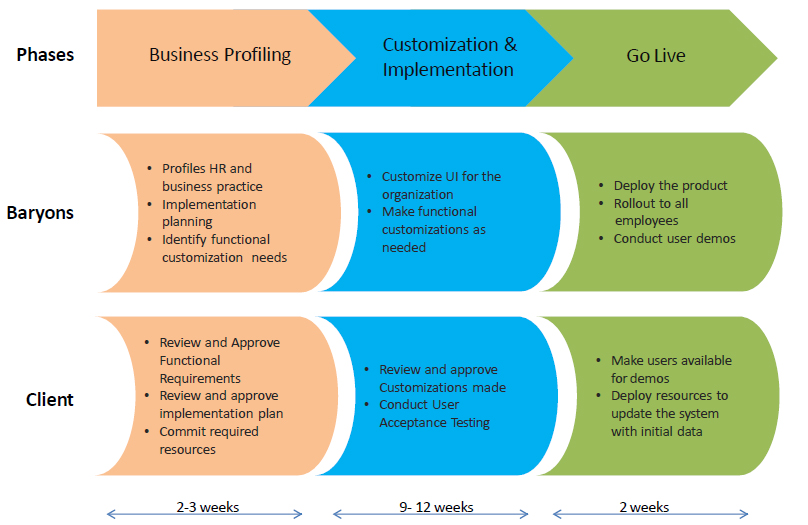 Phases
Business Profiling
Customization &
Implementation
Go Live
Baryons
• Profiles HR and
business practice
• Implementation
planning
• Identify functional
customization needs
• Customize UI for the
organization
• Make functional
customizations as
needed
• Deploy the product
• Rollout to all
employees
• Conduct user demos
Client
• Review and Approve
Functional
Requirements
• Review and approve
implementation plan
• Commit required
resources
• Review and approve
Customizations made
• Conduct User
Acceptance Testing
• Make users available
for demos
• Deploy resources to
update the system
with initial data
2-3 weeks
9- 12 weeks
2 weeks